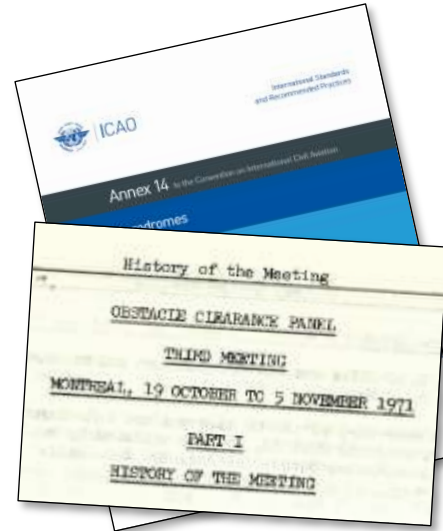 International Standards
and Recommended Practices
ICAO
Annex 14 to the Convention on International Civil Aviation
dromes
History of the Meeting
OBSTACLE CLEARANCE PANEL
THIRD MEETING
MONTREAL, 19 OCTOBER TO 5 NOVEMBER 1971
PART I
HISTORY OF THE MEETING